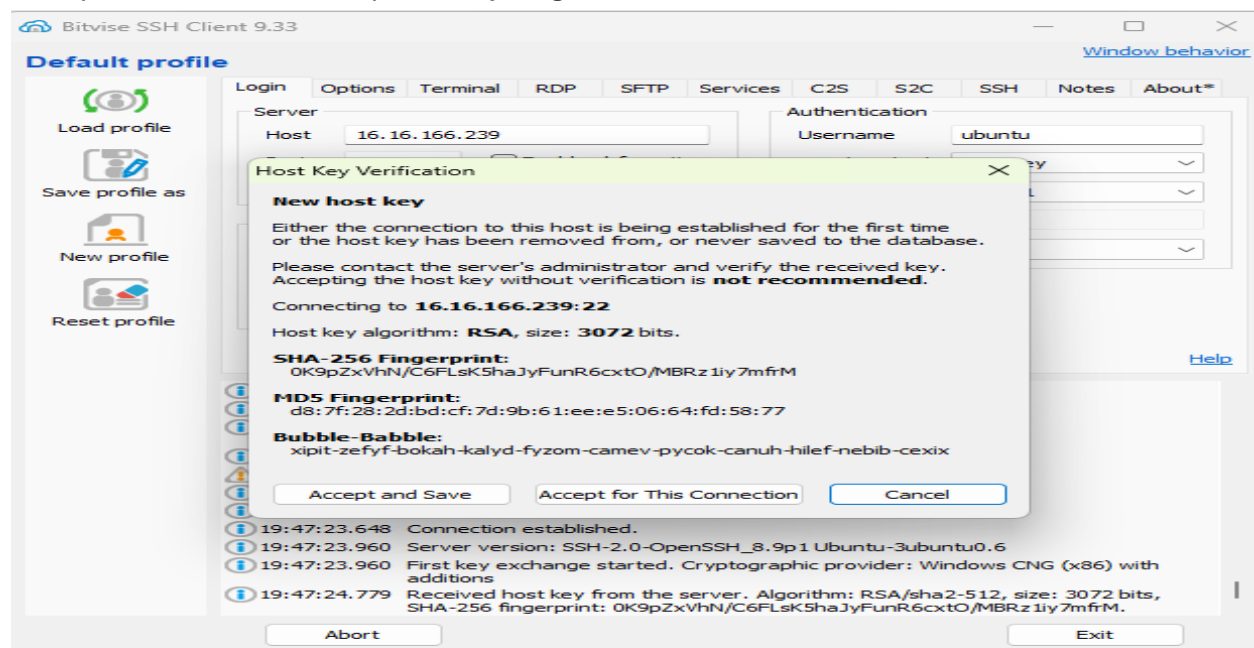 Bitvise SSH Client 9.33
Default profile
Window behavior
Load profile
Save profile as
New profile
Reset profile
Login Options Terminal RDP SFTP Services C2S S2C SSH Notes About*
Server
Host 16.16.166.239
Authentication
Username ubuntu
Host Key Verification
New host key
Either the connection to this host is being established for the first time
or the host key has been removed from, or never saved to the database.
Please contact the server's administrator and verify the received key.
Accepting the host key without verification is not recommended.
Connecting to 16.16.166.239:22
Host key algorithm: RSA, size: 3072 bits.
SHA-256 Fingerprint:
0K9pZxVhN/C6FLsK5haJyFunR6cxtO/MBRz1iy7mfrM
MD5 Fingerprint:
d8:7f:28:2d:bd:cf:7d:9b:61:ee:e5:06:64:fd:58:77
Bubble-Babble:
xipit-zefyf-bokah-kalyd-fyzom-camev-pycok-canuh-hilef-nebib-cexix
Accept and Save Accept for This Connection Cancel
Help
19:47:23.648 Connection established.
19:47:23.960 Server version: SSH-2.0-OpenSSH_8.9p1 Ubuntu-3ubuntu0.6
19:47:23.960 First key exchange started. Cryptographic provider: Windows CNG (x86) with
additions
19:47:24.779 Received host key from the server. Algorithm: RSA/sha2-512, size: 3072 bits,
SHA-256 fingerprint: 0K9pZxVhN/C6FLsK5haJyFunR6cxtO/MBRz1iy7mfrM.
Abort
Exit